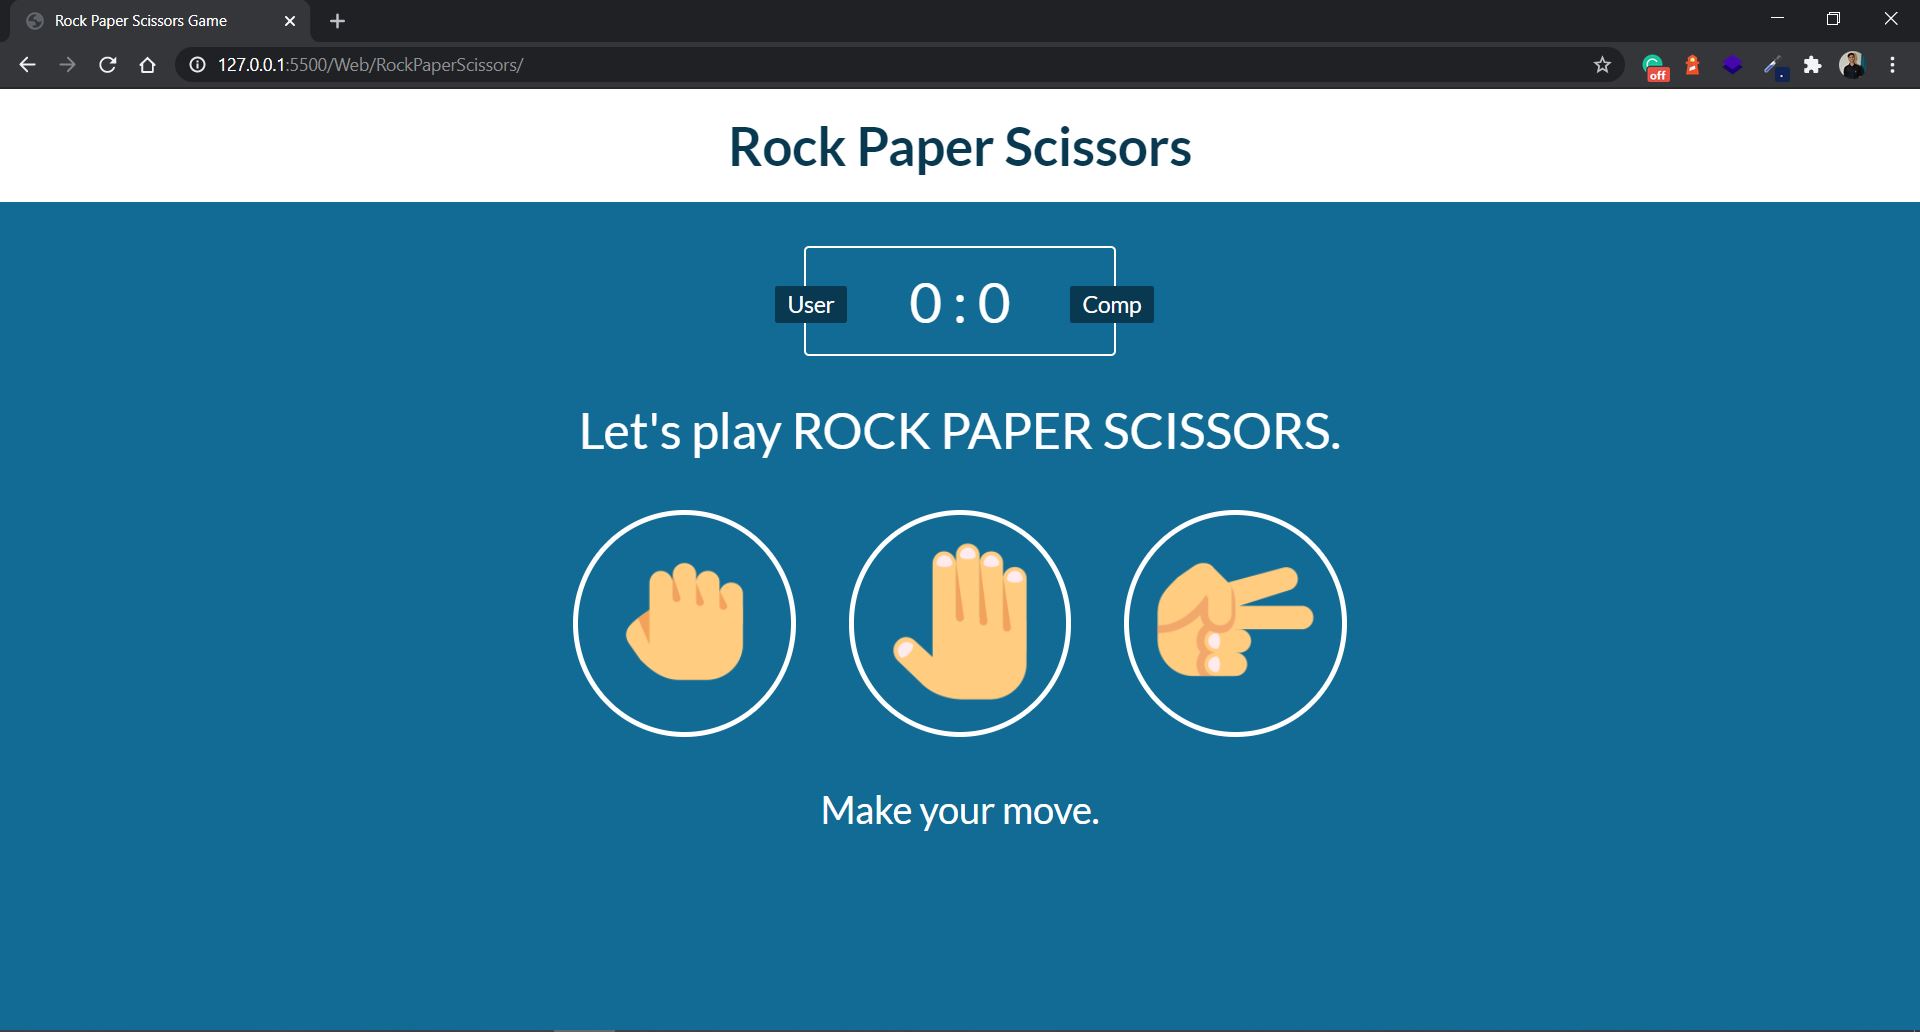 Rock Paper Scissors Game
127.0.0.1:5500/Web/RockPaperScissors/
off
Rock Paper Scissors
User 0 : 0 Comp
Let's play ROCK PAPER SCISSORS.
Make your move.